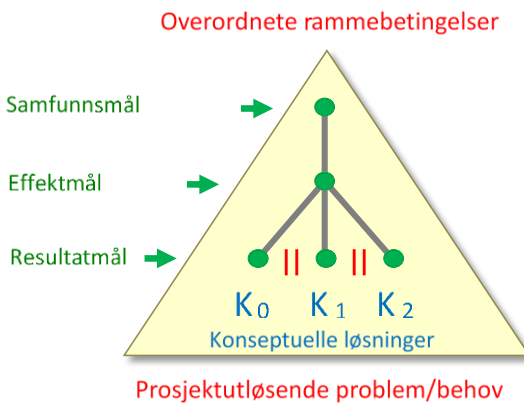 Overordnete rammebetingelser
Samfunnsmål
Effektmål
Resultatmål
|| ||
K0 K1 K2
Konseptuelle løsninger
Prosjektutløsende problem/behov